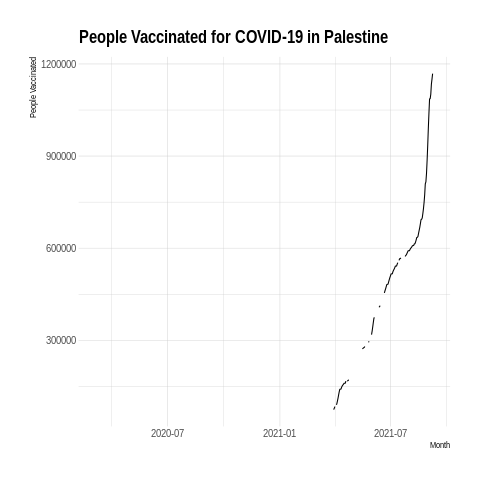 People Vaccinated for COVID-19 in Palestine
People Vaccinated
1200000
900000
600000
300000
2020-07
2021-01
2021-07
Month